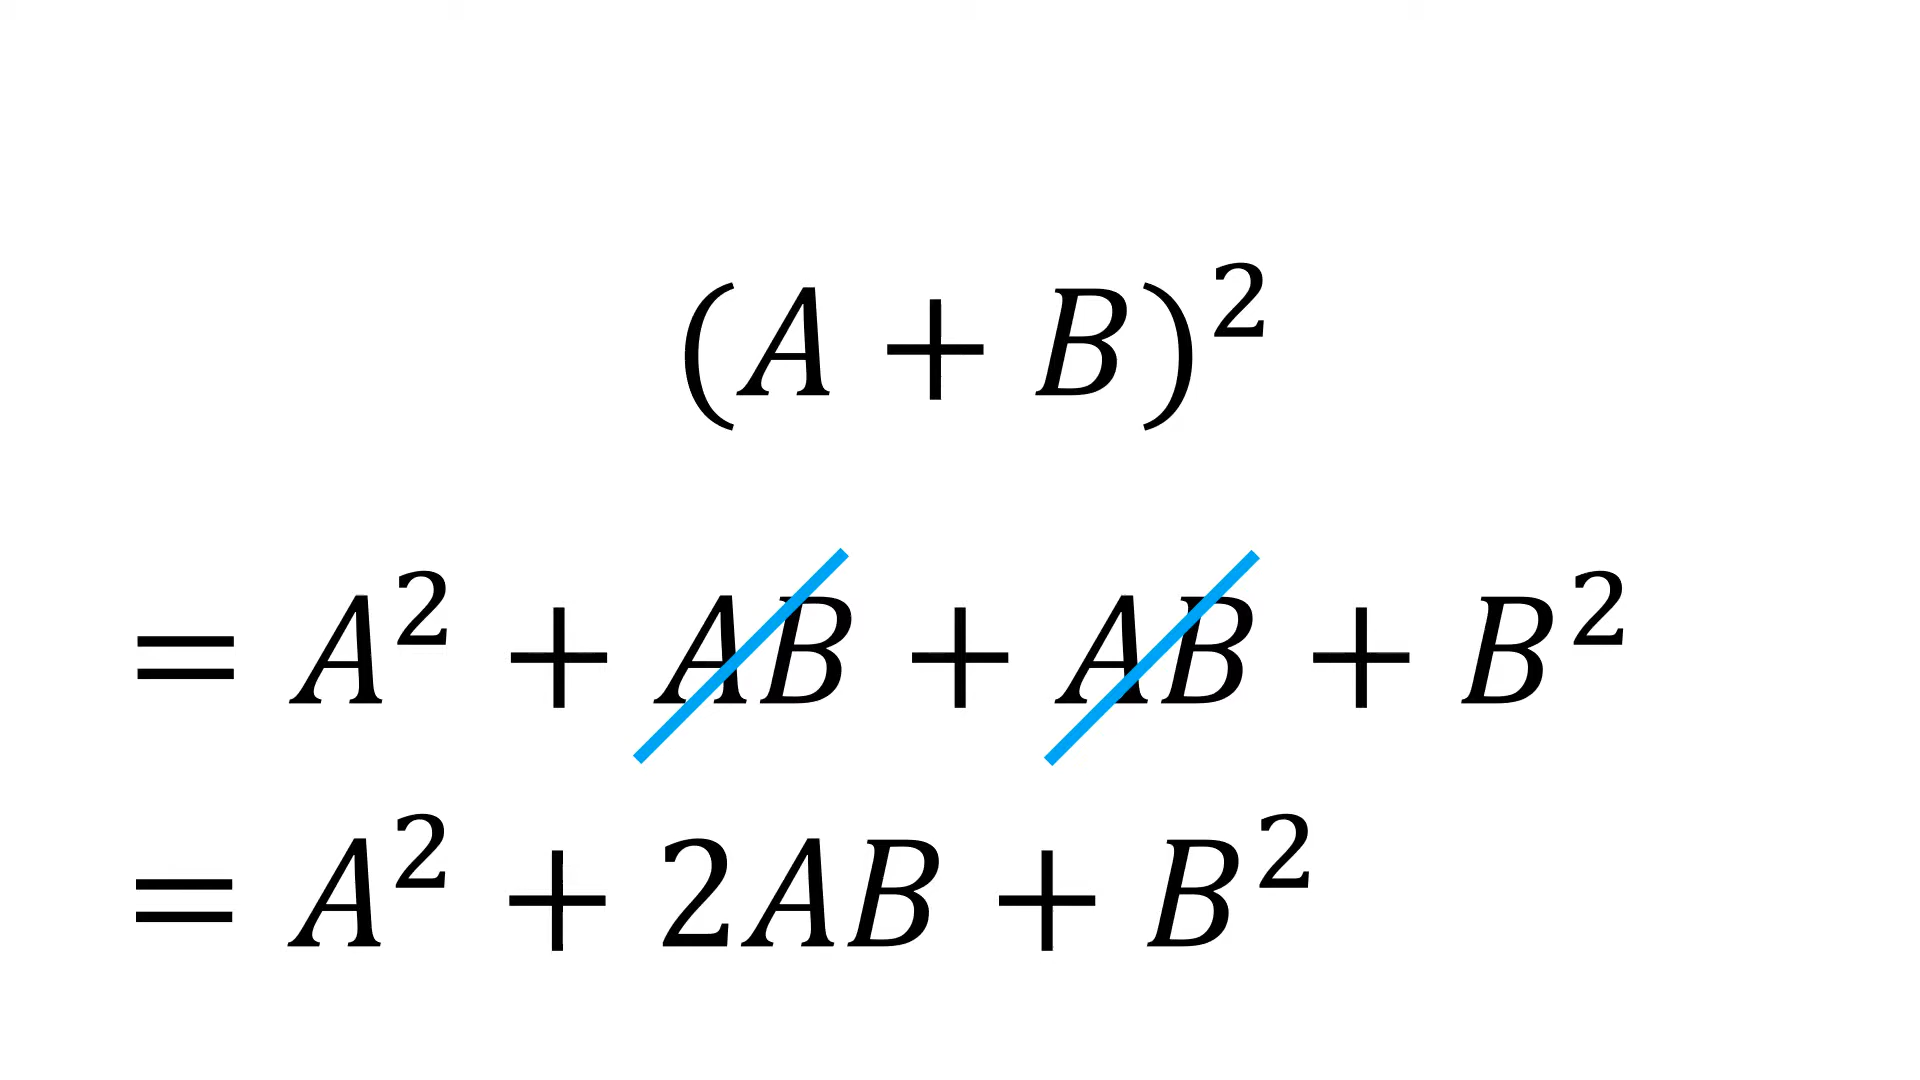 (A + B)²
= A² + AB + AB + B²
= A² + 2AB + B²